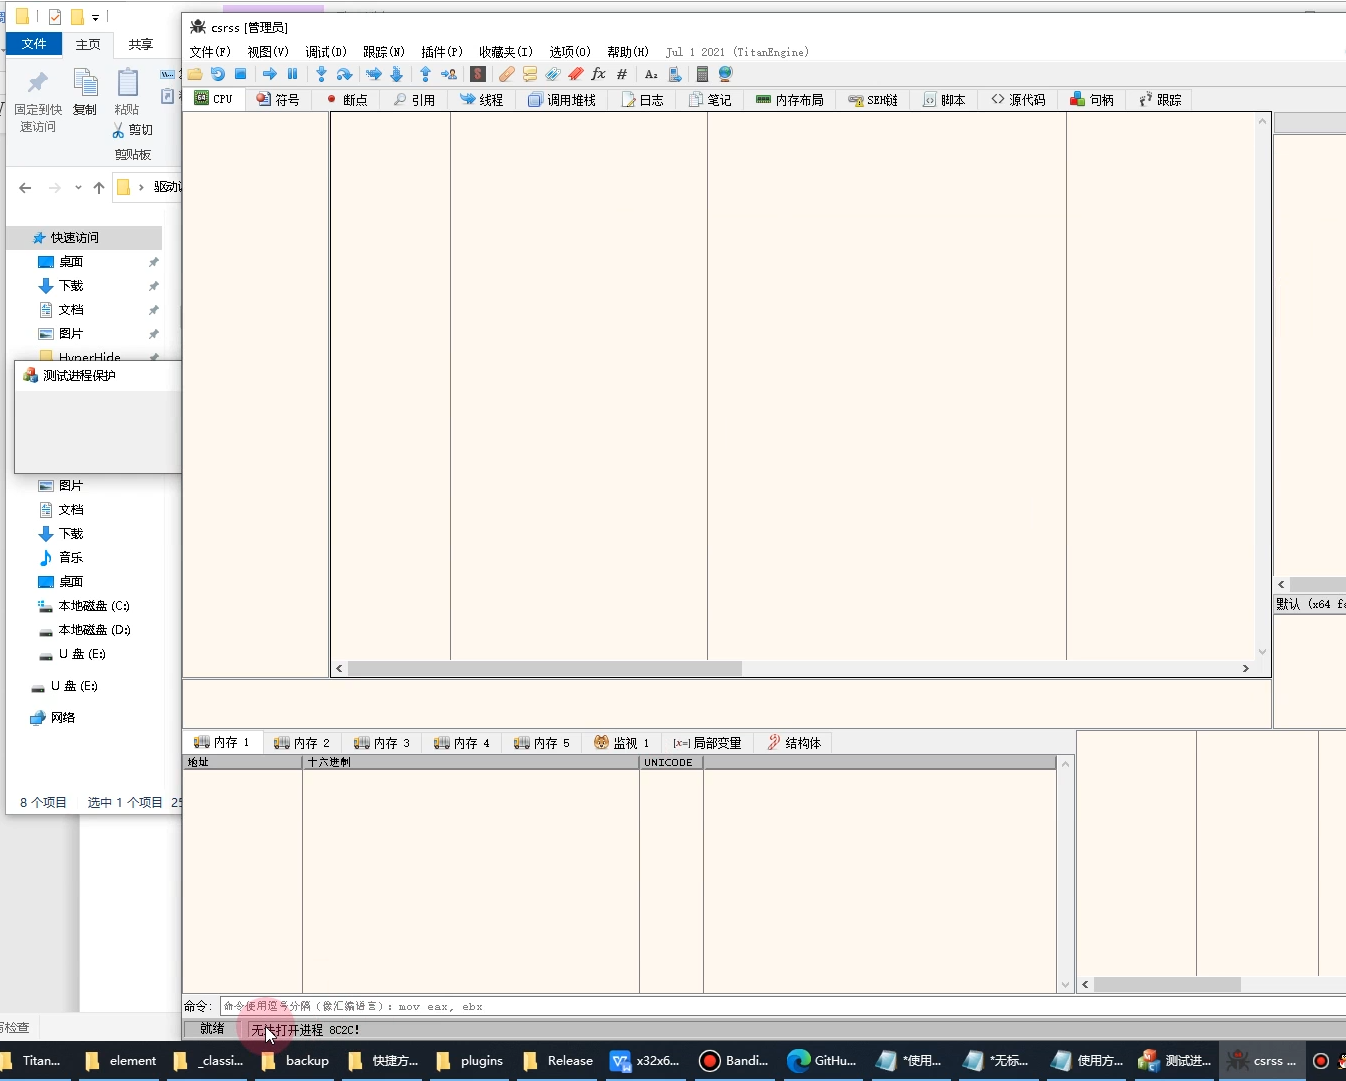 csrss [管理员]
文件(F) 视图(V) 调试(D) 跟踪(N) 插件(P) 收藏夹(I) 选项(O) 帮助(H) Jul 1 2021 (TitanEngine)
CPU 符号 断点 引用 线程 调用堆栈 日志 笔记 内存布局 SEH链 脚本 源代码 句柄 跟踪
文件 主页 共享
固定到快速访问
复制
粘贴
剪切
剪贴板
快速访问
桌面
下载
文档
图片
HyperHide
测试进程保护
图片
文档
下载
音乐
桌面
本地磁盘 (C:)
本地磁盘 (D:)
U 盘 (E:)
U 盘 (E:)
网络
8 个项目 选中 1 个项目
默认 (x64
内存 1 内存 2 内存 3 内存 4 内存 5 监视 1 局部变量 结构体
地址 十六进制 UNICODE
命令: 命令使用逗号分隔 (像汇编语言) : mov eax, ebx
就绪 无法打开进程 8C2C!
Titan... element _classi... backup 快捷方... plugins Release x32x6... Bandi... GitHu... *使用... *无标... 使用方... 测试进... csrss ...